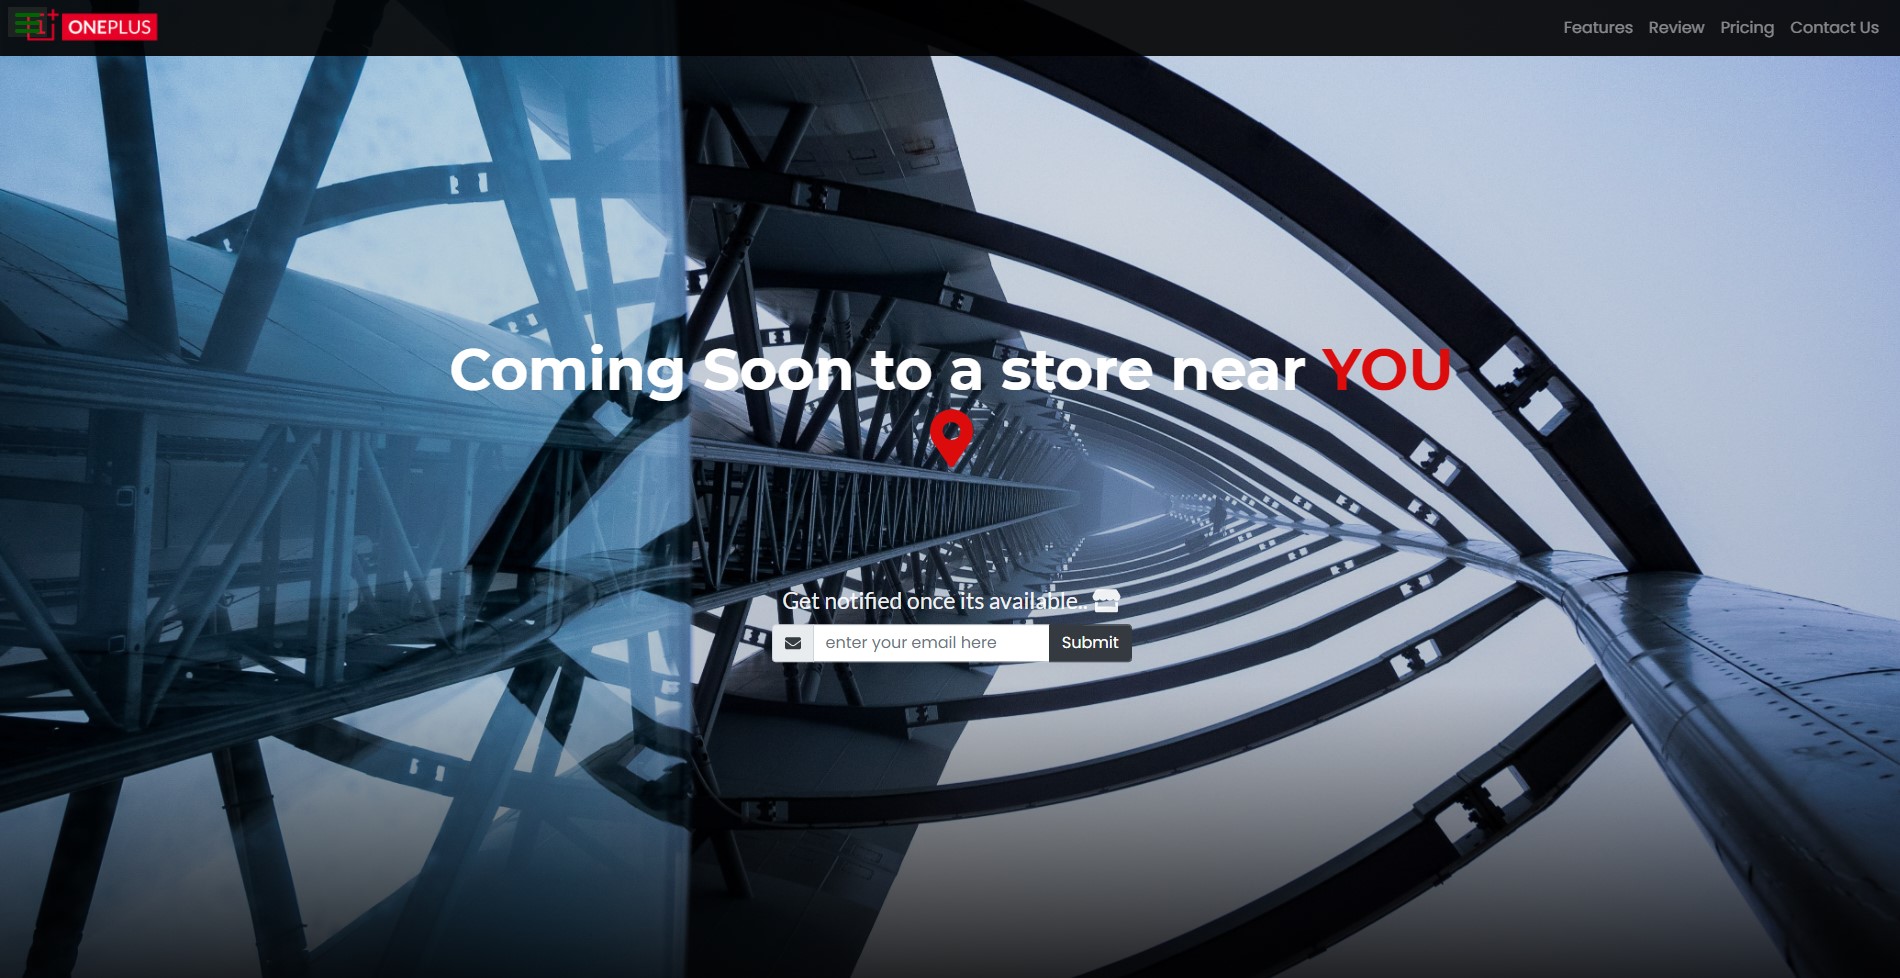 ONEPLUS
Features Review Pricing Contact Us
Coming Soon to a store near YOU
Get notified once its available..
enter your email here Submit